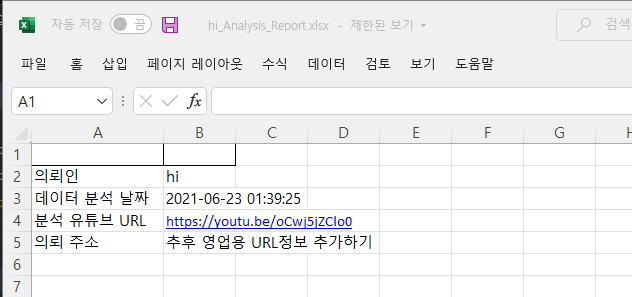 자동 저장 끔 hi_Analysis_Report.xlsx - 제한된 보기 검색
파일 홈 삽입 페이지 레이아웃 수식 데이터 검토 보기 도움말
A1 fx
A B C D E F G H
1
2 의뢰인 hi
3 데이터 분석 날짜 2021-06-23 01:39:25
4 분석 유튜브 URL https://youtu.be/oCwj5jZClo0
5 의뢰 주소 추후 영업용 URL정보 추가하기
6
7